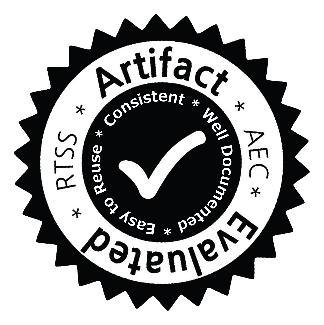 Artifact
* AEC *
Evaluated
* RTSS *
Consistent * Well Documented * Easy to Reuse *